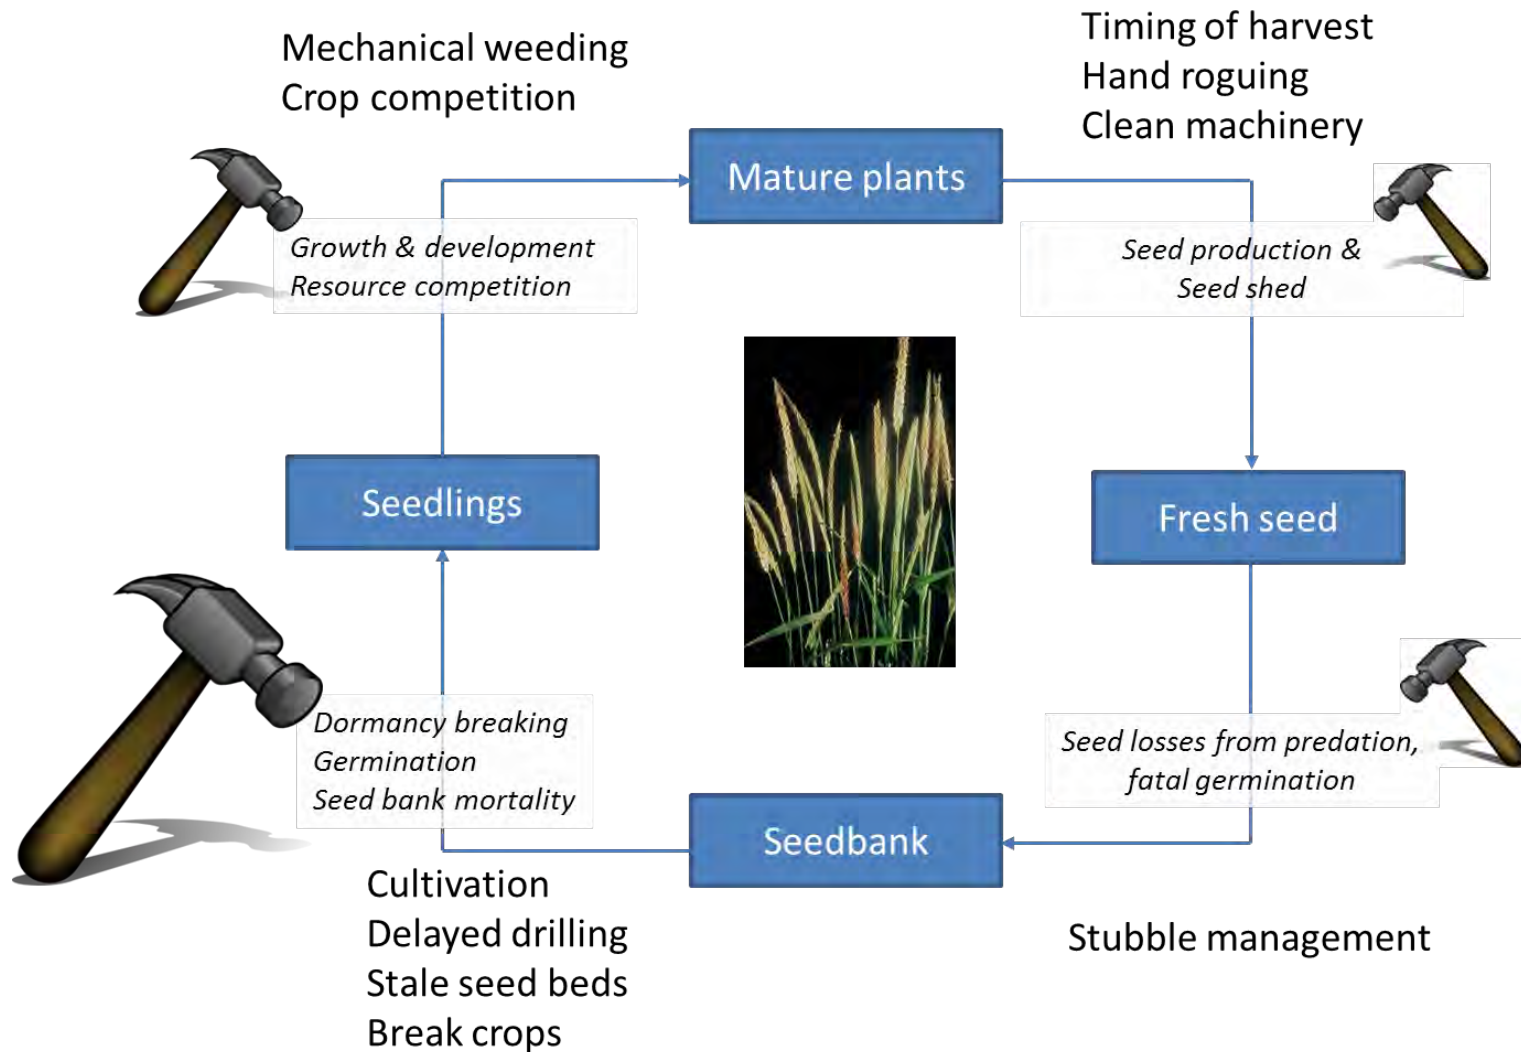 Mechanical weeding
Crop competition
Timing of harvest
Hand roguing
Clean machinery
Mature plants
Growth & development
Resource competition
Seed production &
Seed shed
Seedlings
Fresh seed
Dormancy breaking
Germination
Seed bank mortality
Seed losses from predation,
fatal germination
Seedbank
Cultivation
Delayed drilling
Stale seed beds
Break crops
Stubble management